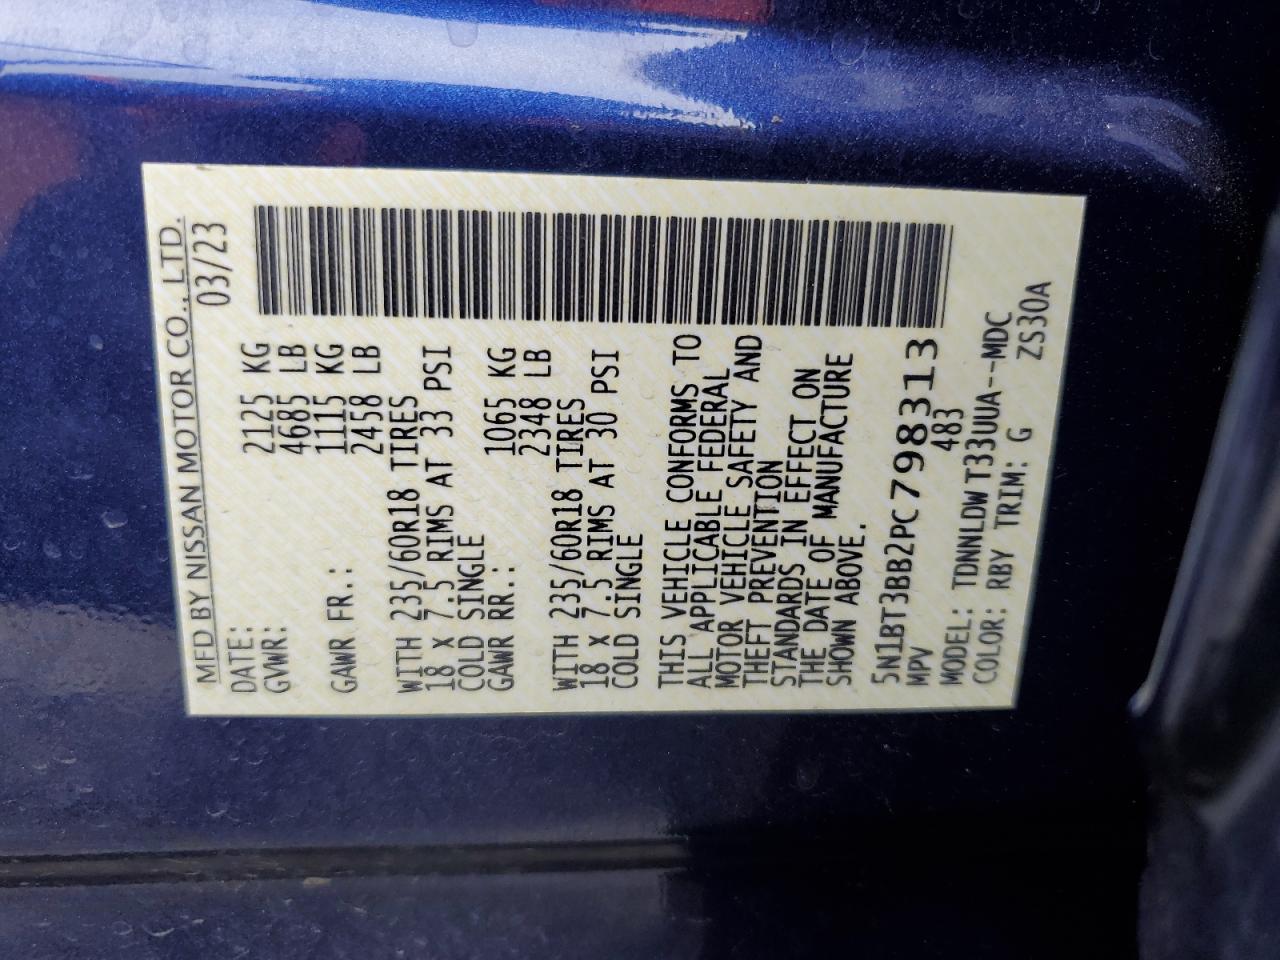 MFD BY NISSAN MOTOR CO., LTD.
DATE: 03/23
GVWR: 2125 KG
4685 LB
GAWR FR.: 1115 KG
2458 LB
WITH 235/60R18 TIRES
18 X 7.5 RIMS AT 33 PSI
COLD SINGLE
GAWR RR.: 1065 KG
2348 LB
WITH 235/60R18 TIRES
18 X 7.5 RIMS AT 30 PSI
COLD SINGLE
THIS VEHICLE CONFORMS TO
ALL APPLICABLE FEDERAL
MOTOR VEHICLE SAFETY AND
THEFT PREVENTION
STANDARDS IN EFFECT ON
THE DATE OF MANUFACTURE
SHOWN ABOVE.
5N1BT3BB2PC798313
MPV 483
MODEL: TDNNLDW T33UUA--MDC
COLOR: RBY TRIM: G ZS30A